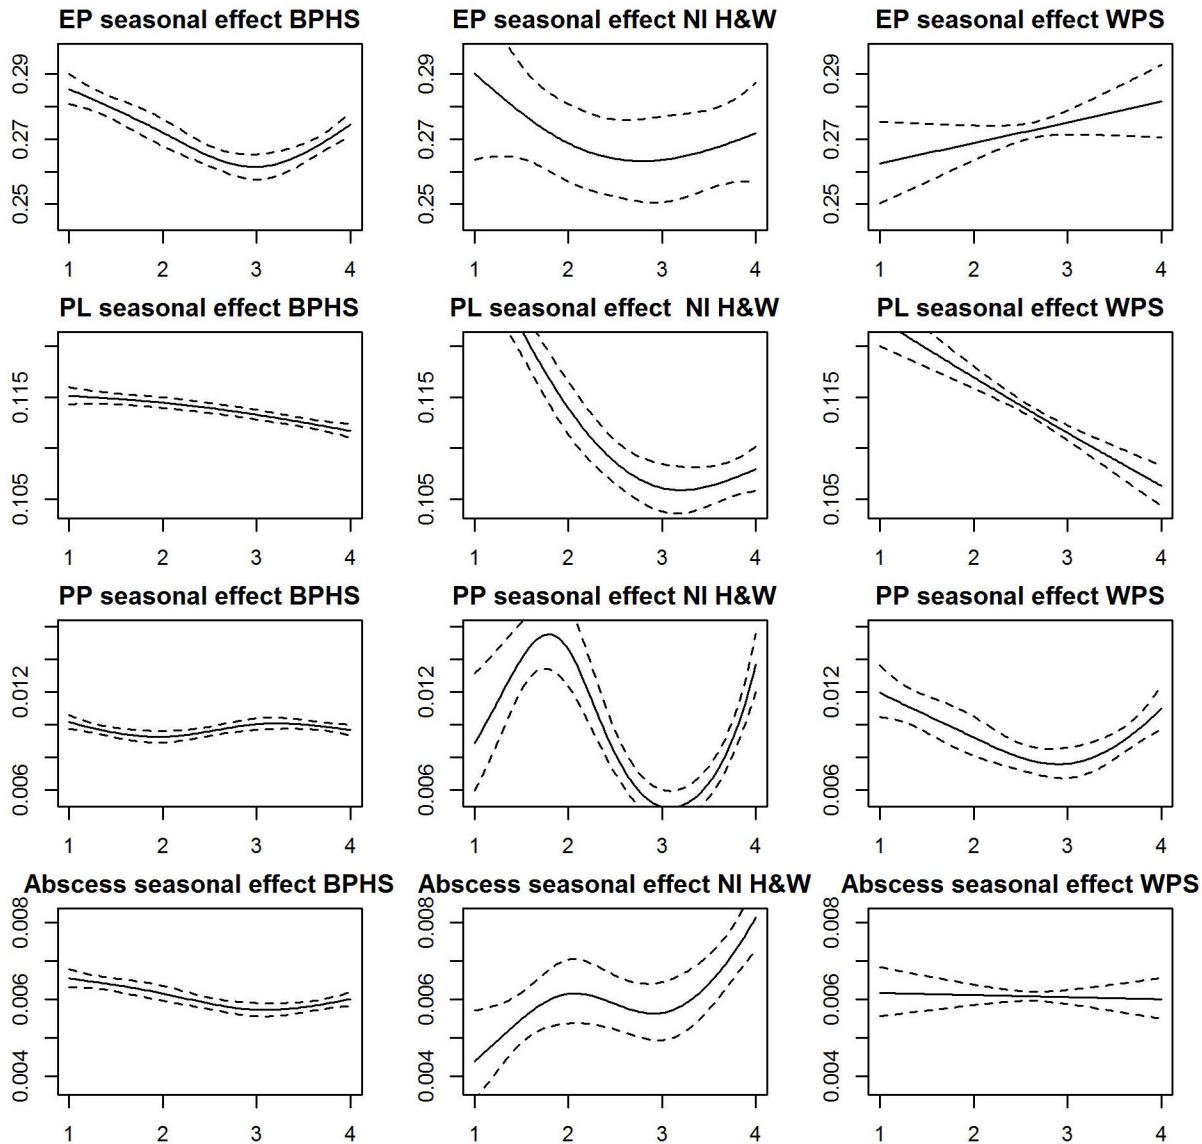 EP seasonal effect BPHS
EP seasonal effect NI H&W
EP seasonal effect WPS
0.29
0.27
0.25
1 2 3 4
0.29
0.27
0.25
1 2 3 4
0.29
0.27
0.25
1 2 3 4
PL seasonal effect BPHS
PL seasonal effect NI H&W
PL seasonal effect WPS
0.115
0.105
1 2 3 4
0.115
0.105
1 2 3 4
0.115
0.105
1 2 3 4
PP seasonal effect BPHS
PP seasonal effect NI H&W
PP seasonal effect WPS
0.012
0.006
1 2 3 4
0.012
0.006
1 2 3 4
0.012
0.006
1 2 3 4
Abscess seasonal effect BPHS
Abscess seasonal effect NI H&W
Abscess seasonal effect WPS
0.008
0.006
0.004
1 2 3 4
0.008
0.006
0.004
1 2 3 4
0.008
0.006
0.004
1 2 3 4